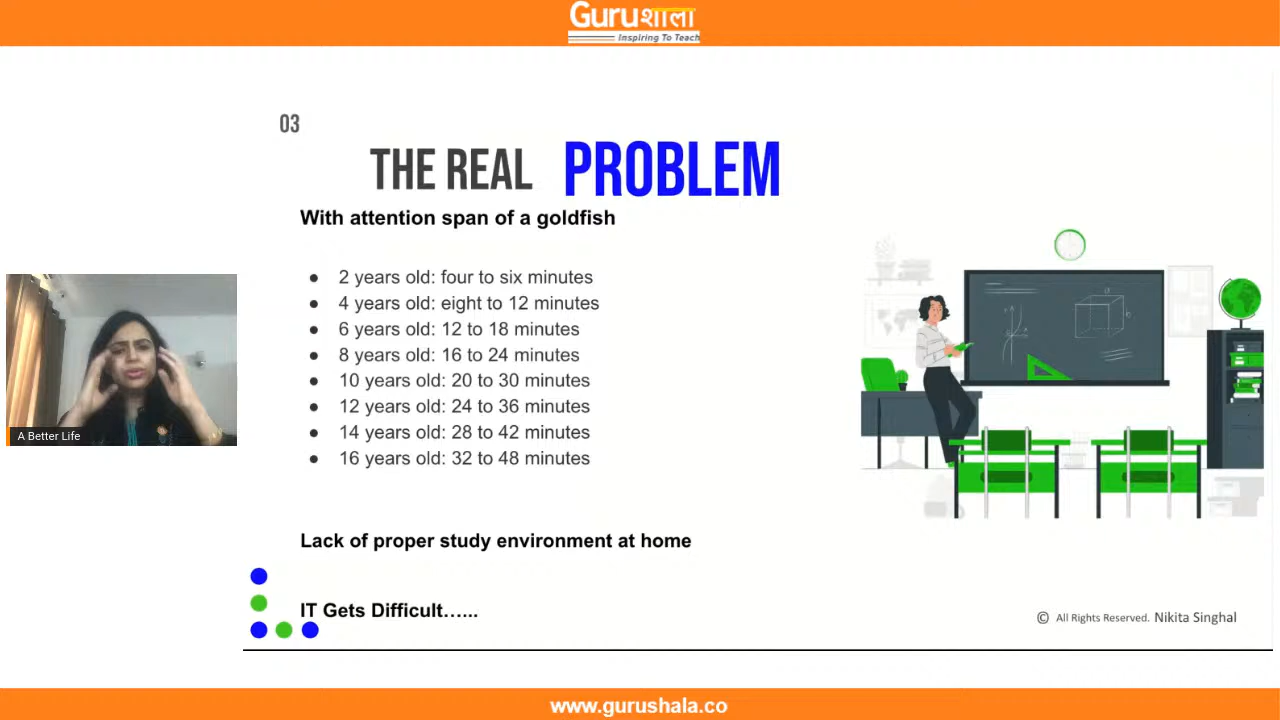 Guruशाला
Inspiring To Teach
03
THE REAL PROBLEM
With attention span of a goldfish
● 2 years old: four to six minutes
● 4 years old: eight to 12 minutes
● 6 years old: 12 to 18 minutes
● 8 years old: 16 to 24 minutes
● 10 years old: 20 to 30 minutes
● 12 years old: 24 to 36 minutes
● 14 years old: 28 to 42 minutes
● 16 years old: 32 to 48 minutes
A Better Life
Lack of proper study environment at home
IT Gets Difficult…...
© All Rights Reserved. Nikita Singhal
www.gurushala.co